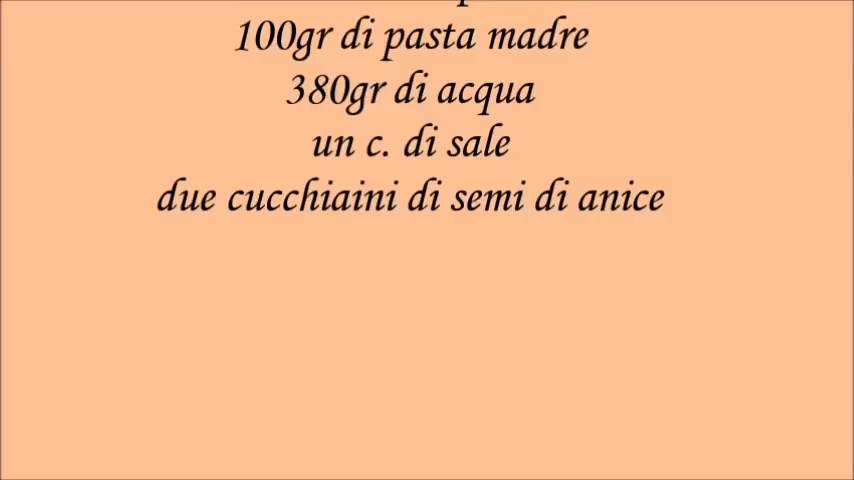 100gr di pasta madre
380gr di acqua
un c. di sale
due cucchiaini di semi di anice